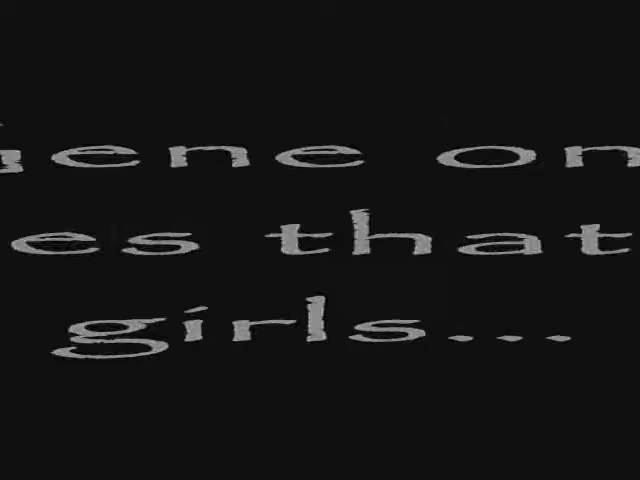 ene on
es that
girls...